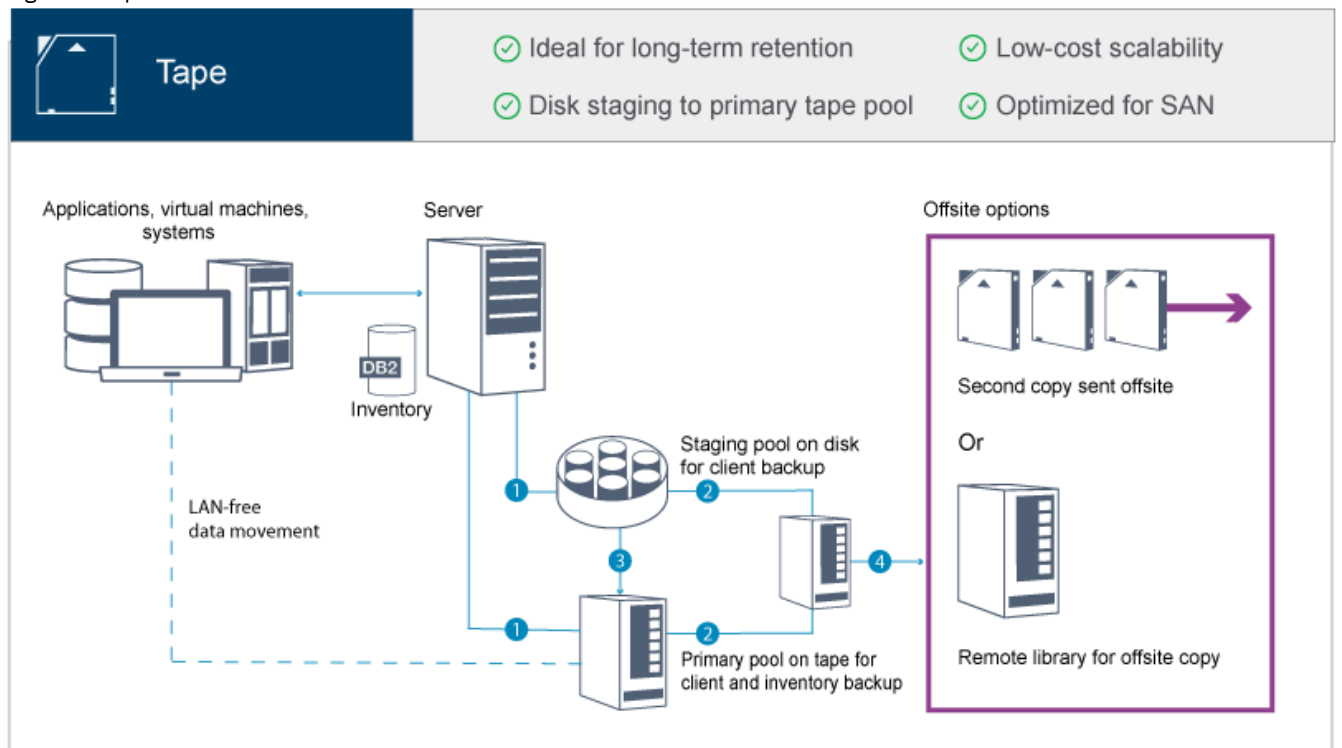 Tape
Ideal for long-term retention
Low-cost scalability
Disk staging to primary tape pool
Optimized for SAN
Applications, virtual machines,
systems
Server
Offsite options
DB2
Inventory
Second copy sent offsite
Staging pool on disk
for client backup
Or
1
2
LAN-free
data movement
3
4
1
2
Primary pool on tape for
client and inventory backup
Remote library for offsite copy